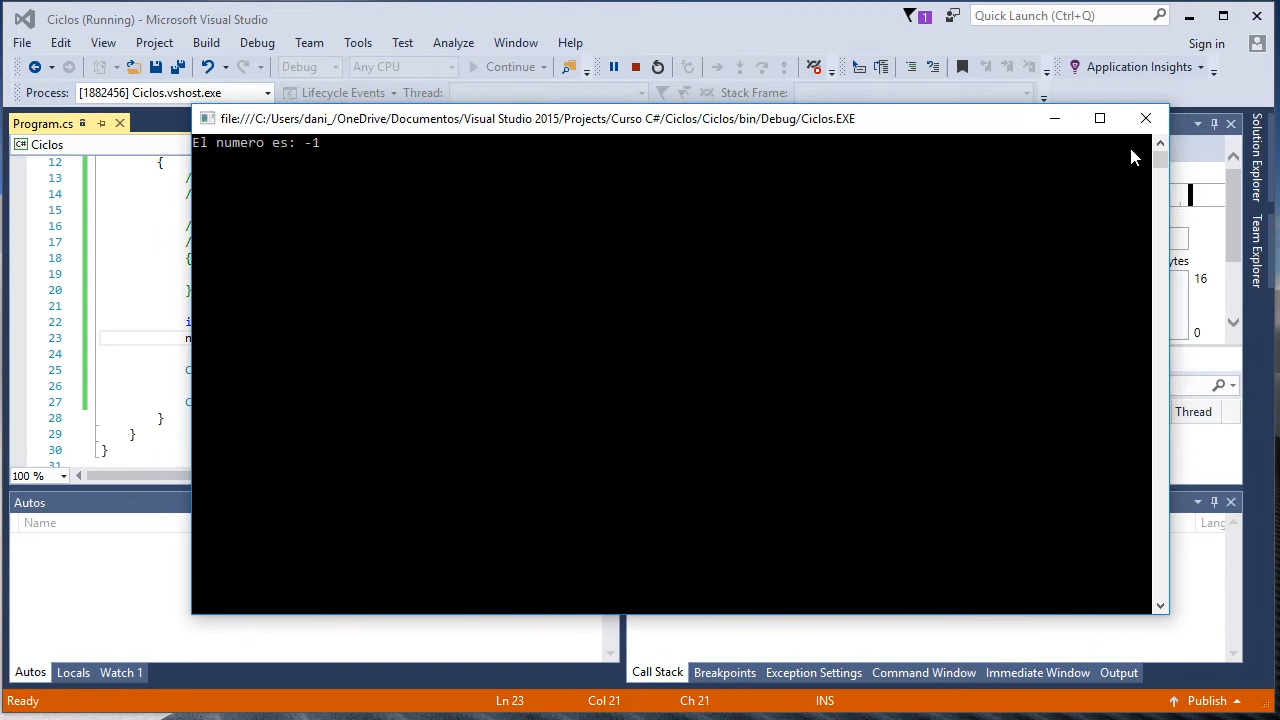 Ciclos (Running) - Microsoft Visual Studio
1
Quick Launch (Ctrl+Q)
File Edit View Project Build Debug Team Tools Test Analyze Window Help
Sign in
Debug Any CPU Continue Application Insights
Process: [1882456] Ciclos.vshost.exe Lifecycle Events Thread: Stack Frame:
Program.cs
file:///C:/Users/dani_/OneDrive/Documentos/Visual Studio 2015/Projects/Curso C#/Ciclos/Ciclos/bin/Debug/Ciclos.EXE
Ciclos
El numero es: -1
12 {
13 /
14 /
15
16 /
17 /
18 {
19
20 }
21
22 i
23 n
24
25 C
26
27 C
28 }
29 }
30 }
31
Solution Explorer
Team Explorer
ytes
16
0
Thread
100 %
Autos
Name
Lang
Autos Locals Watch 1
Call Stack Breakpoints Exception Settings Command Window Immediate Window Output
Ready Ln 23 Col 21 Ch 21 INS Publish